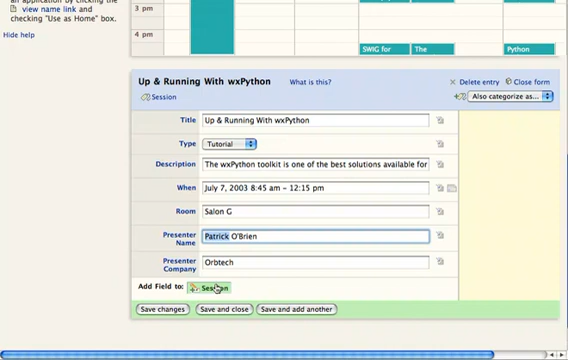 an application by clicking the
view name link and
checking "Use as Home" box.
Hide help
3 pm
4 pm
SWIG for
The
Python
Up & Running With wxPython
What is this?
Delete entry
Close form
Session
Also categorize as...
Title
Up & Running With wxPython
Type
Tutorial
Description
The wxPython toolkit is one of the best solutions available for
When
July 7, 2003 8:45 am - 12:15 pm
Room
Salon G
Presenter
Name
Patrick O'Brien
Presenter
Company
Orbtech
Add Field to:
Session
Save changes
Save and close
Save and add another